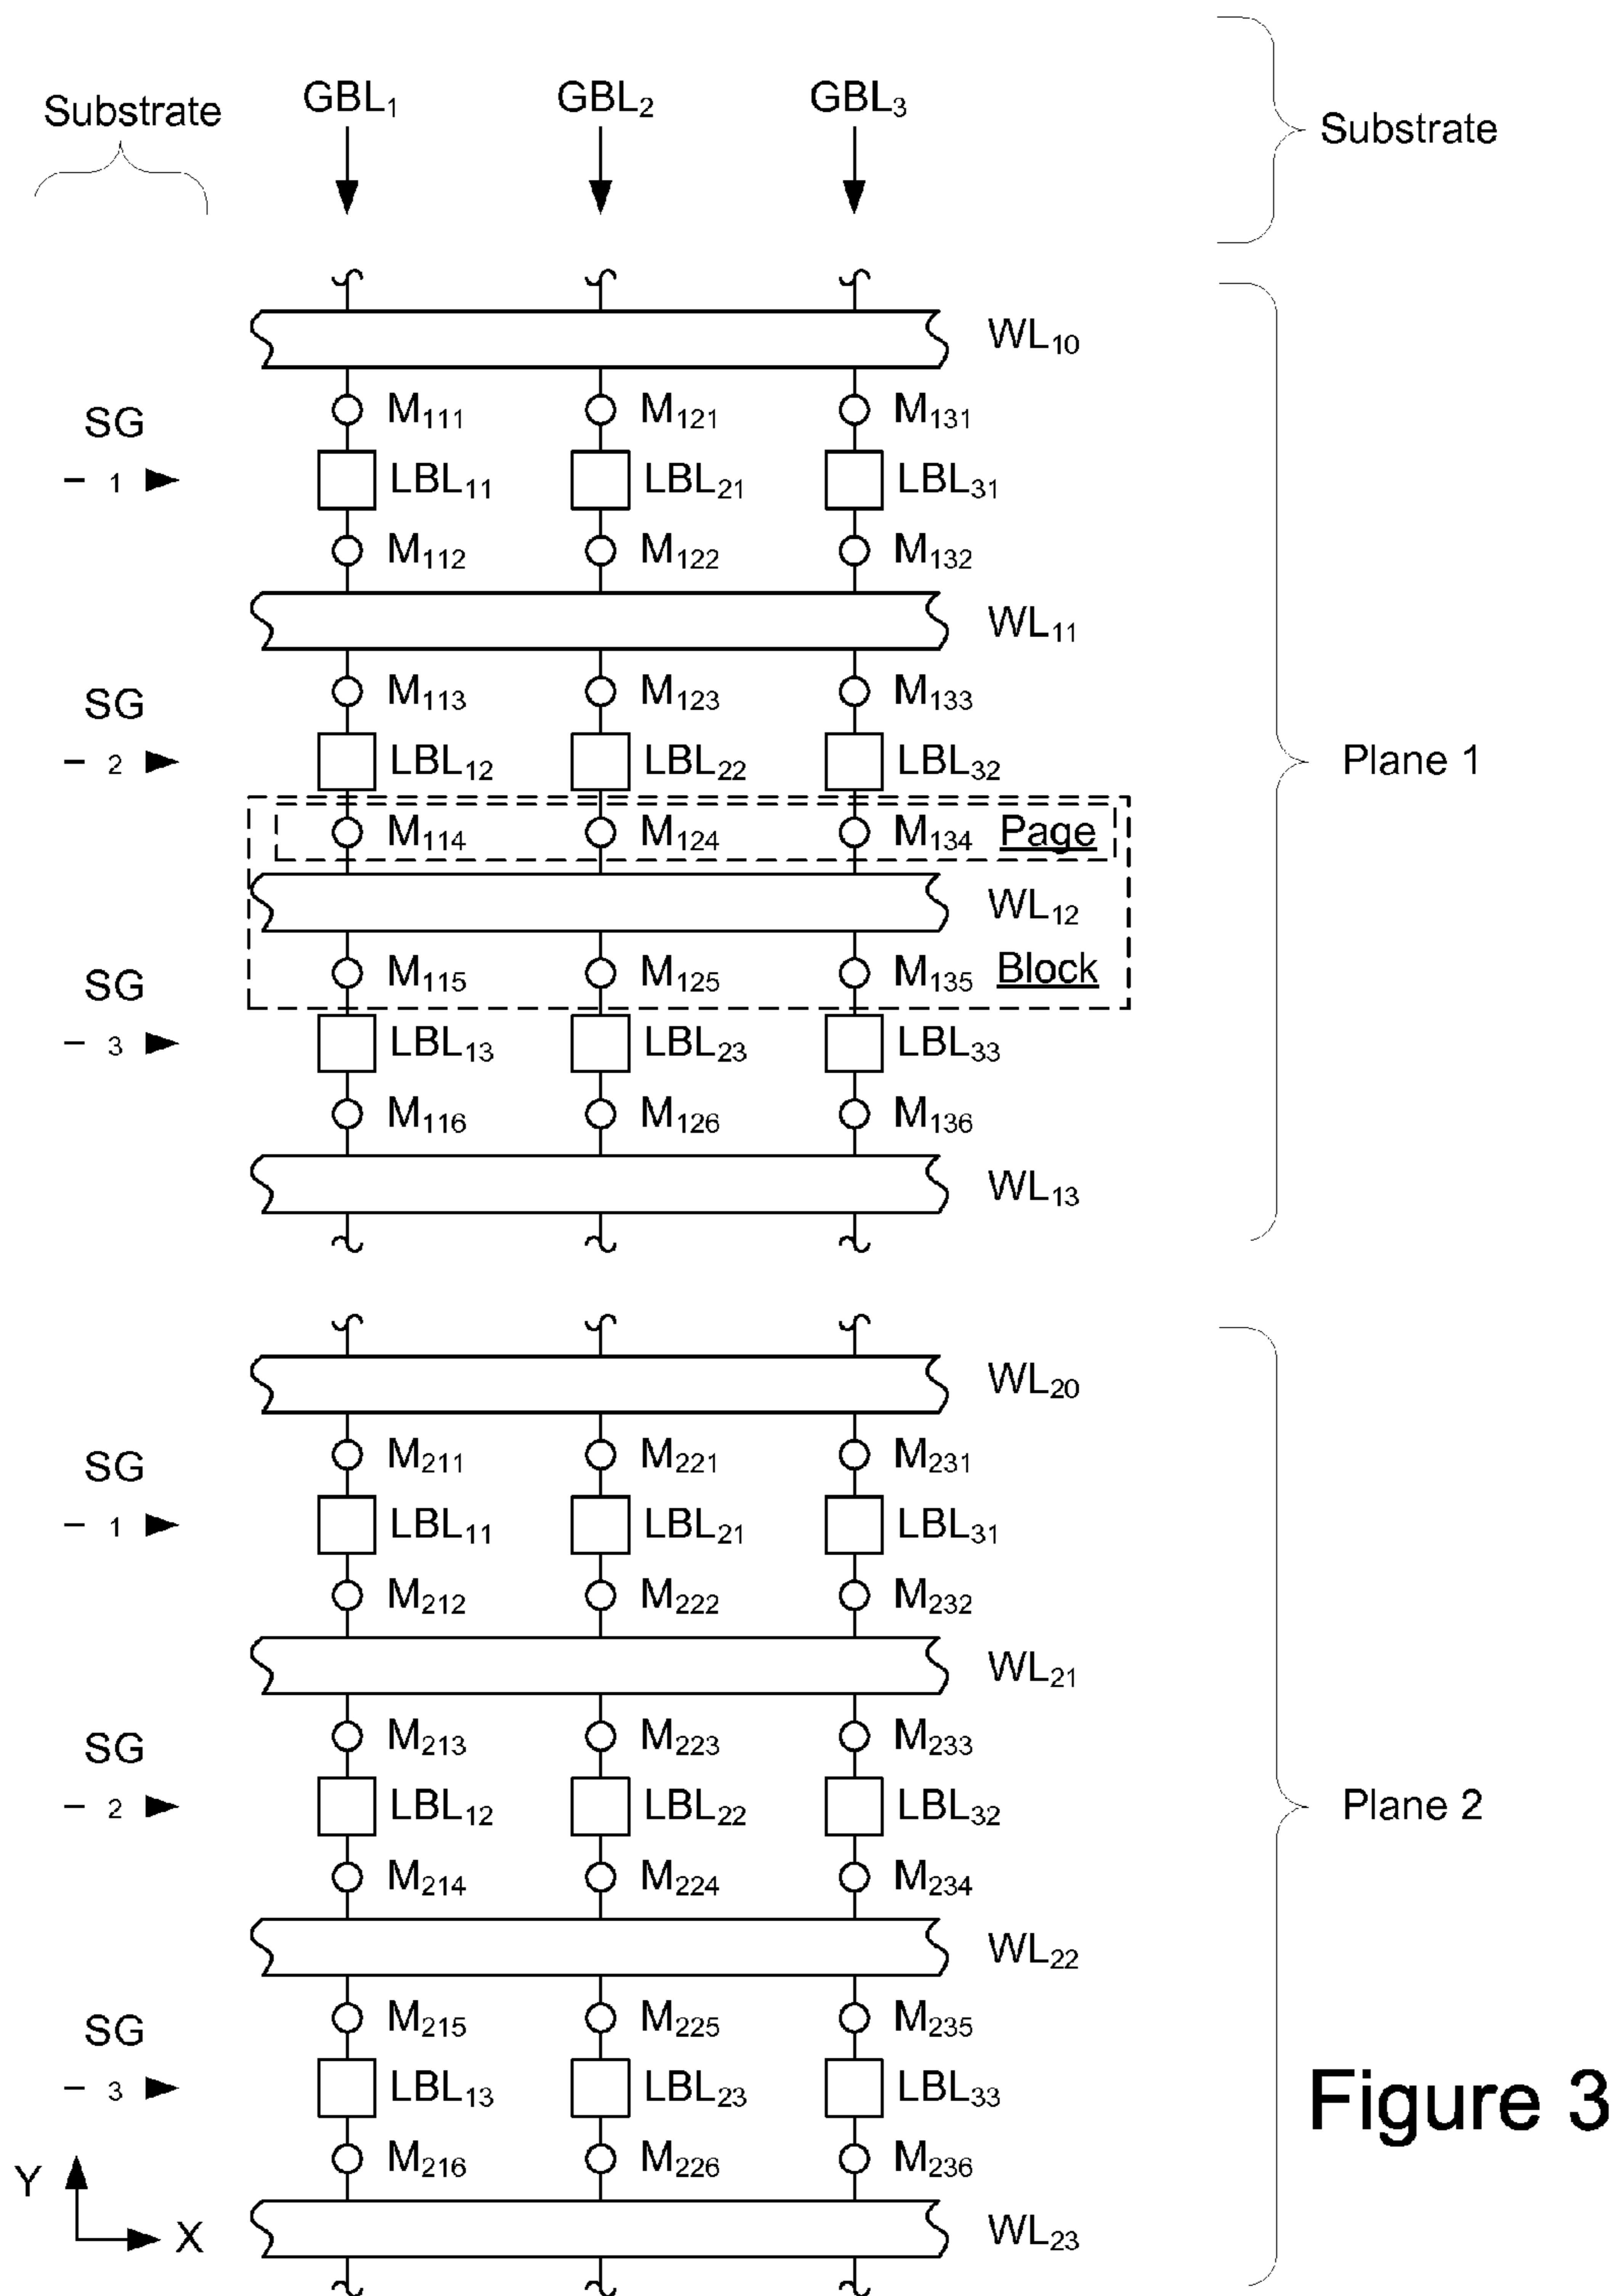 Substrate GBL₁ GBL₂ GBL₃ Substrate
WL₁₀
SG M₁₁₁ M₁₂₁ M₁₃₁
1 LBL₁₁ LBL₂₁ LBL₃₁
M₁₁₂ M₁₂₂ M₁₃₂
WL₁₁
SG M₁₁₃ M₁₂₃ M₁₃₃
2 LBL₁₂ LBL₂₂ LBL₃₂ Plane 1
M₁₁₄ M₁₂₄ M₁₃₄ Page
WL₁₂
SG M₁₁₅ M₁₂₅ M₁₃₅ Block
3 LBL₁₃ LBL₂₃ LBL₃₃
M₁₁₆ M₁₂₆ M₁₃₆
WL₁₃
WL₂₀
SG M₂₁₁ M₂₂₁ M₂₃₁
1 LBL₁₁ LBL₂₁ LBL₃₁
M₂₁₂ M₂₂₂ M₂₃₂
WL₂₁
SG M₂₁₃ M₂₂₃ M₂₃₃
2 LBL₁₂ LBL₂₂ LBL₃₂ Plane 2
M₂₁₄ M₂₂₄ M₂₃₄
WL₂₂
SG M₂₁₅ M₂₂₅ M₂₃₅
3 LBL₁₃ LBL₂₃ LBL₃₃ Figure 3
Y M₂₁₆ M₂₂₆ M₂₃₆
X WL₂₃